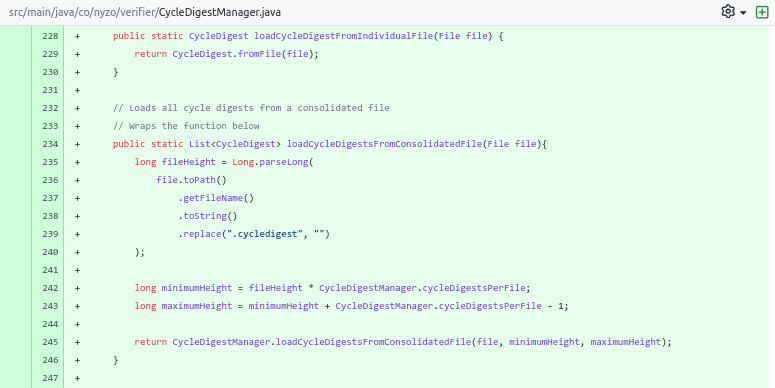 src/main/java/co/nyzo/verifier/CycleDigestManager.java
228 + public static CycleDigest loadCycleDigestFromIndividualFile(File file) {
229 + return CycleDigest.fromFile(file);
230 + }
231 +
232 + // Loads all cycle digests from a consolidated file
233 + // Wraps the function below
234 + public static List<CycleDigest> loadCycleDigestsFromConsolidatedFile(File file){
235 + long fileHeight = Long.parseLong(
236 + file.toPath()
237 + .getFileName()
238 + .toString()
239 + .replace(".cycledigest", "")
240 + );
241 +
242 + long minimumHeight = fileHeight * CycleDigestManager.cycleDigestsPerFile;
243 + long maximumHeight = minimumHeight + CycleDigestManager.cycleDigestsPerFile - 1;
244 +
245 + return CycleDigestManager.loadCycleDigestsFromConsolidatedFile(file, minimumHeight, maximumHeight);
246 + }
247 +